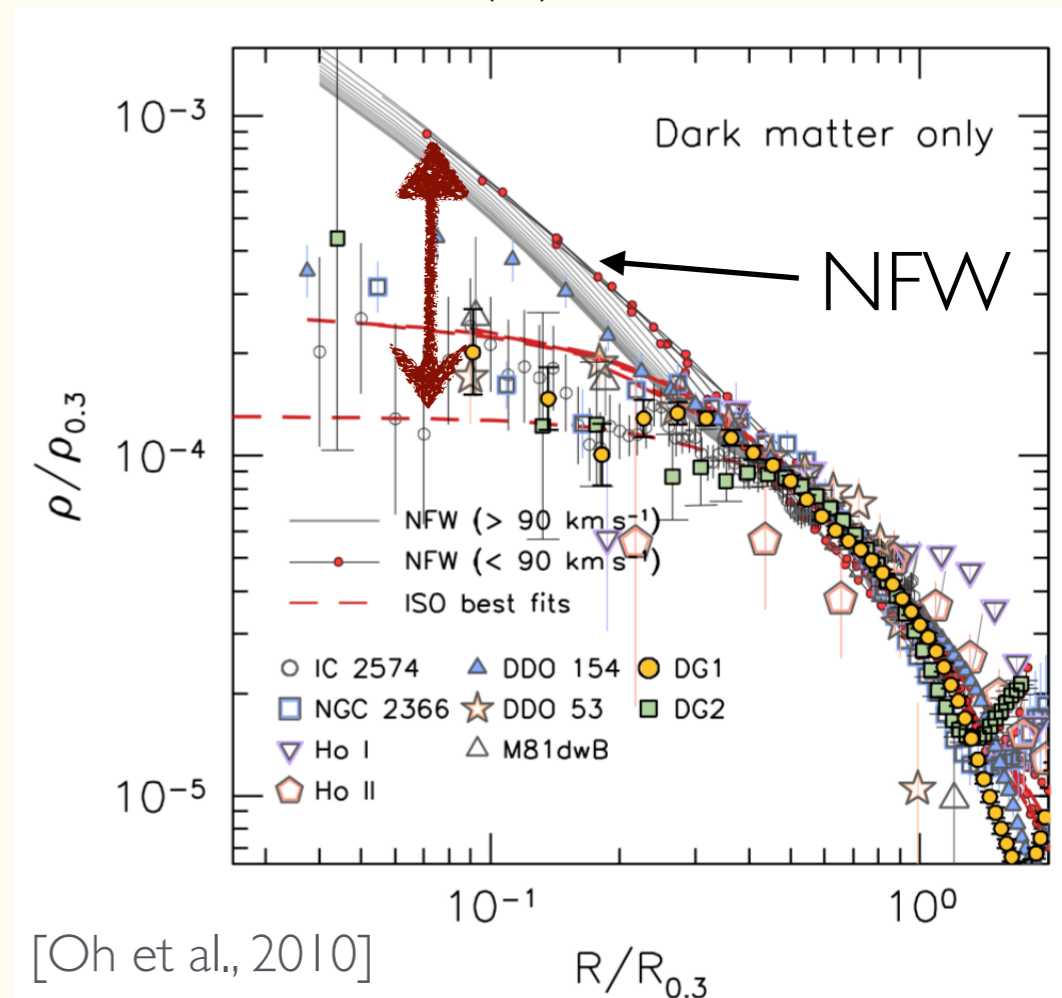 10⁻³
Dark matter only
NFW
ρ/ρ0.3
10⁻⁴
NFW (> 90 km s⁻¹)
NFW (< 90 km s⁻¹)
ISO best fits
IC 2574 DDO 154 DG1
NGC 2366 DDO 53 DG2
Ho I M81dwB
Ho II
10⁻⁵
10⁻¹ 10⁰
[Oh et al., 2010] R/R0.3